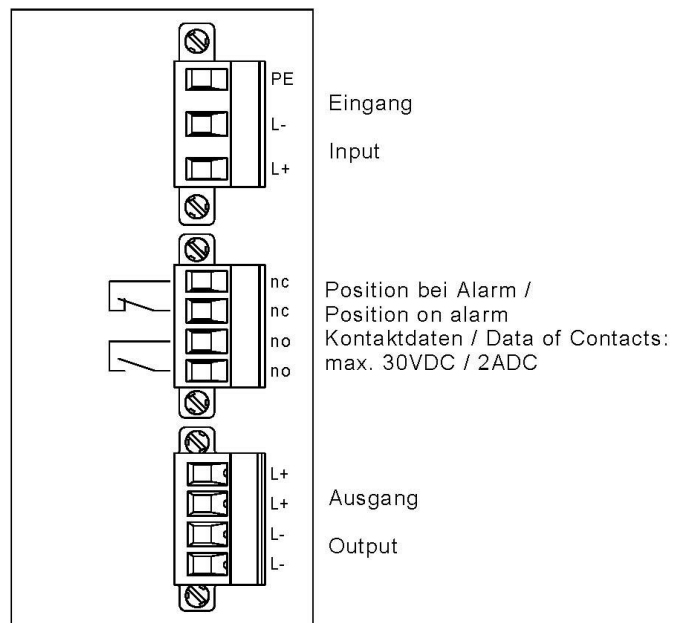 PE
L-
L+
Eingang
Input
nc
nc
no
no
Position bei Alarm /
Position on alarm
Kontaktdaten / Data of Contacts:
max. 30VDC / 2ADC
L+
L+
L-
L-
Ausgang
Output